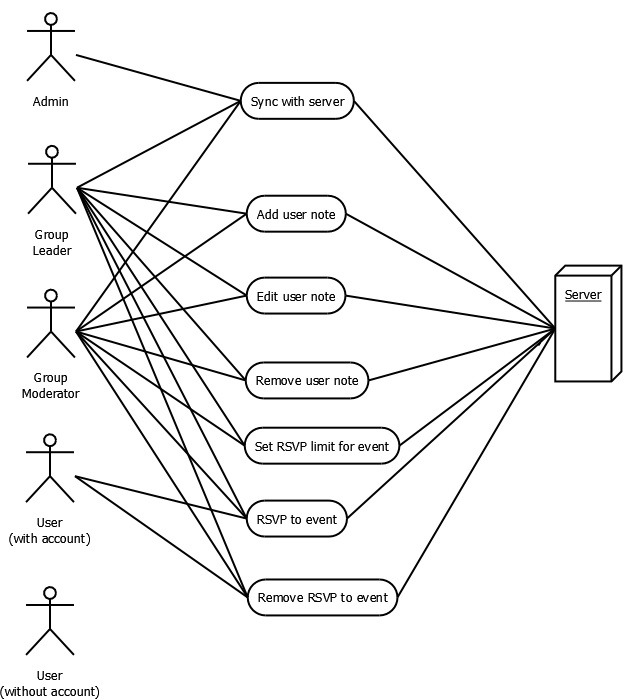 Admin
Sync with server
Group
Leader
Add user note
Edit user note
Server
Group
Moderator
Remove user note
Set RSVP limit for event
User
(with account)
RSVP to event
Remove RSVP to event
User
(without account)